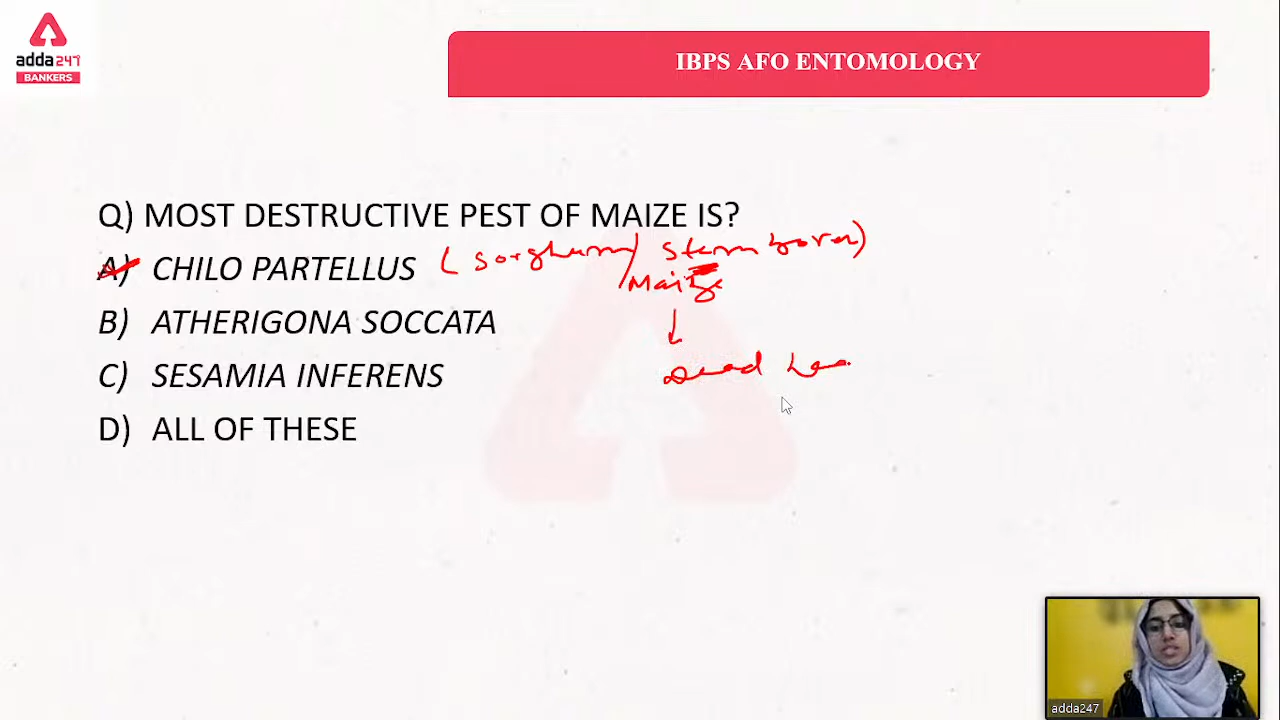 adda247
BANKERS
IBPS AFO ENTOMOLOGY
Q) MOST DESTRUCTIVE PEST OF MAIZE IS?
A) CHILO PARTELLUS (Sorghum/ Stem borer)
Maize
Dead
B) ATHERIGONA SOCCATA
C) SESAMIA INFERENS
D) ALL OF THESE
adda247